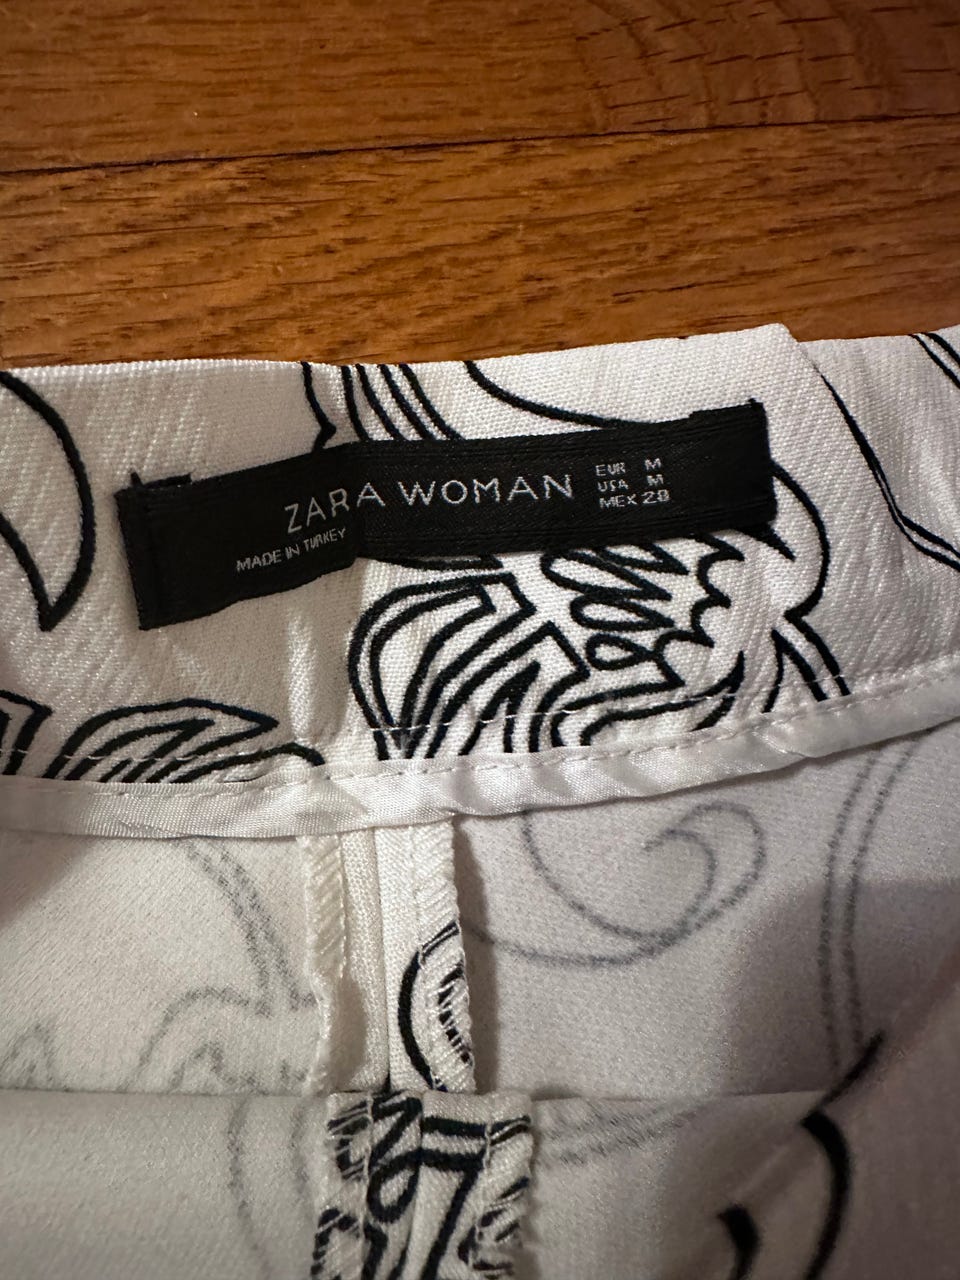 ZARA WOMAN
MADE IN TURKEY
EUR M
USA M
MEX 28